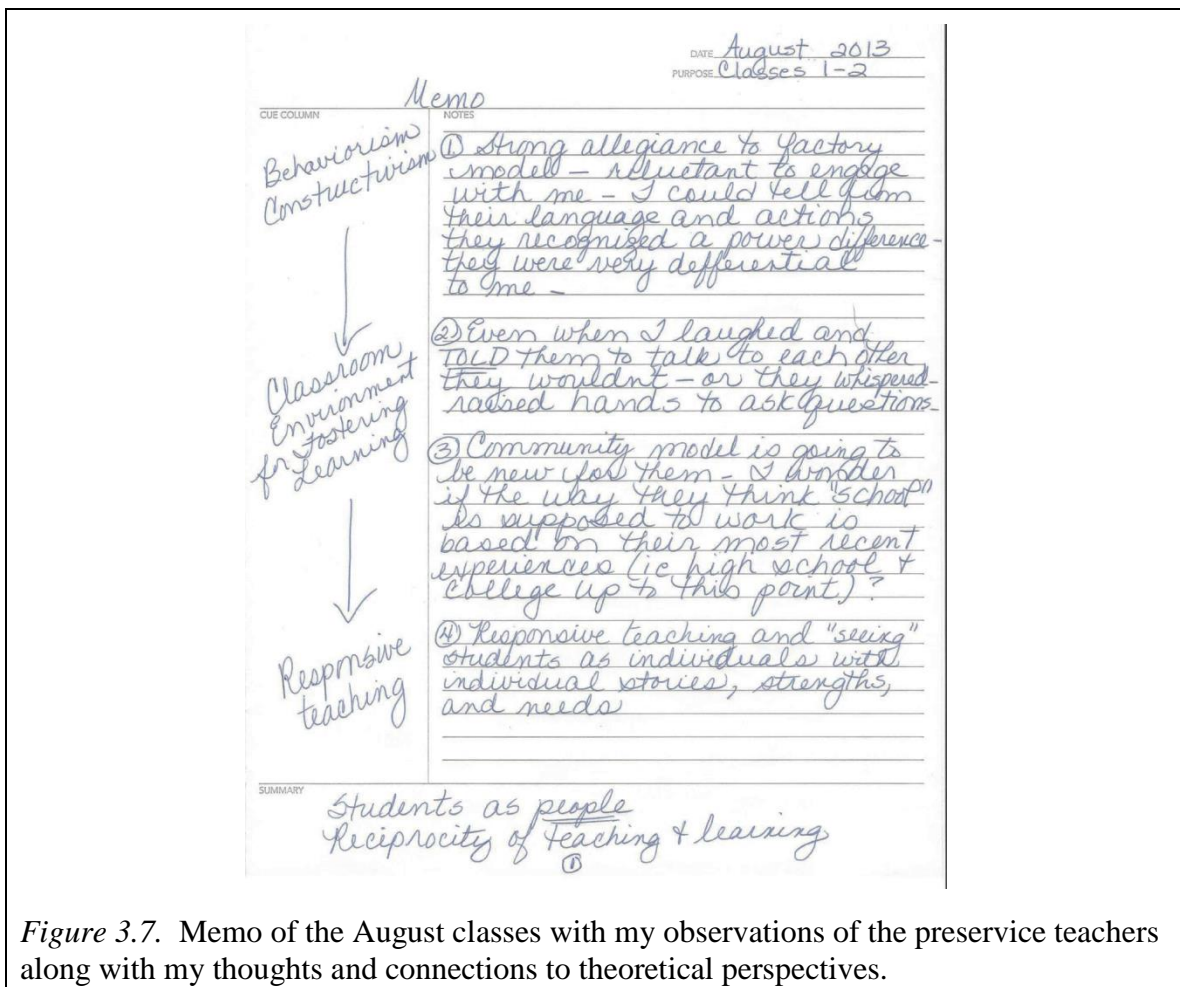 DATE August 2013
PURPOSE Classes 1-2
Memo
CUE COLUMN
Behaviorism
Constuctivism
Classroom
Environment
for Fostering
Learning
Responsive
teaching
NOTES
① Strong allegiance to factory
model – reluctant to engage
with me – I could tell from
their language and actions
they recognized a power difference –
they were very defferential
to me –
② Even when I laughed and
TOLD them to talk to each other
they wouldnt – or they whispered –
raised hands to ask questions –
③ Community model is going to
be new for them – I wonder
if the way they think "school"
is supposed to work is
based on their most recent
experiences (ie high school +
college up to this point)?
④ Responsive teaching and "seeing"
students as individuals with
individual stories, strengths,
and needs
SUMMARY
Students as people
Reciprocity of teaching + learning
①
Figure 3.7. Memo of the August classes with my observations of the preservice teachers
along with my thoughts and connections to theoretical perspectives.